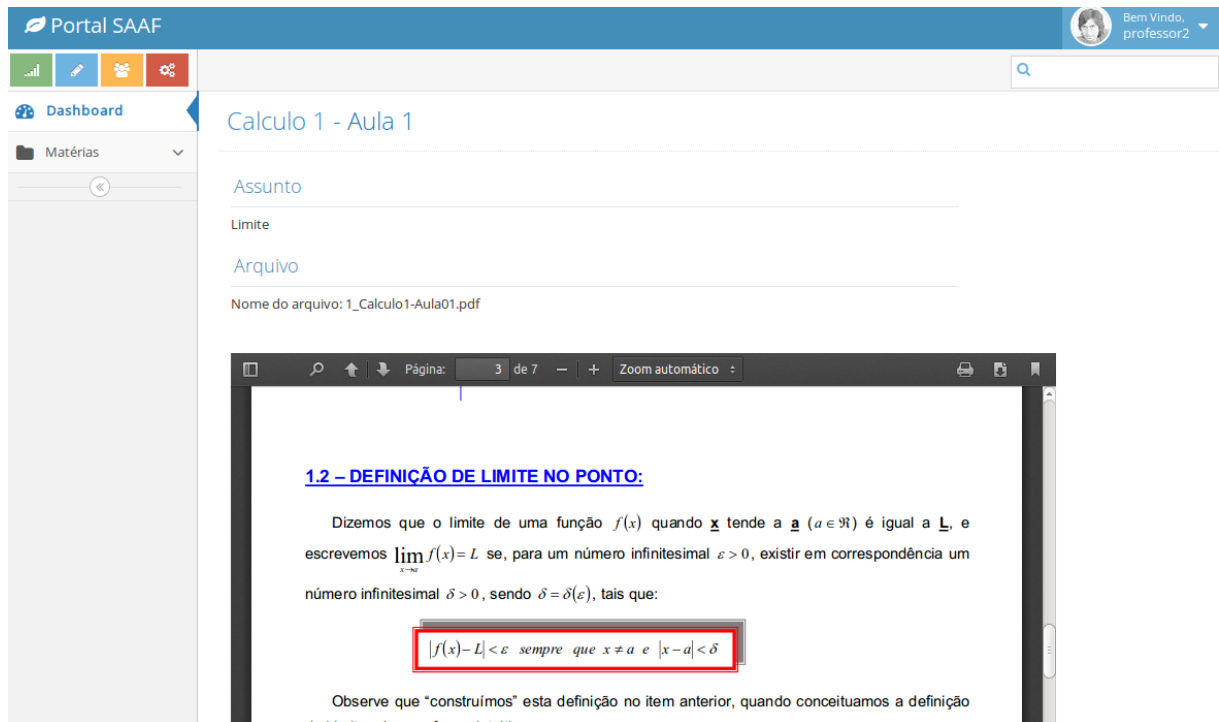 Portal SAAF
Bem Vindo,
professor2
Dashboard
Matérias
Calculo 1 - Aula 1
Assunto
Limite
Arquivo
Nome do arquivo: 1_Calculo1-Aula01.pdf
Página: 3 de 7 Zoom automático
1.2 – DEFINIÇÃO DE LIMITE NO PONTO:
Dizemos que o limite de uma função f(x) quando x tende a a (a ∈ ℜ) é igual a L, e
escrevemos lim x→a f(x) = L se, para um número infinitesimal ε > 0, existir em correspondência um
número infinitesimal δ > 0, sendo δ = δ(ε), tais que:
|f(x) − L| < ε sempre que x ≠ a e |x − a| < δ
Observe que “construímos” esta definição no item anterior, quando conceituamos a definição